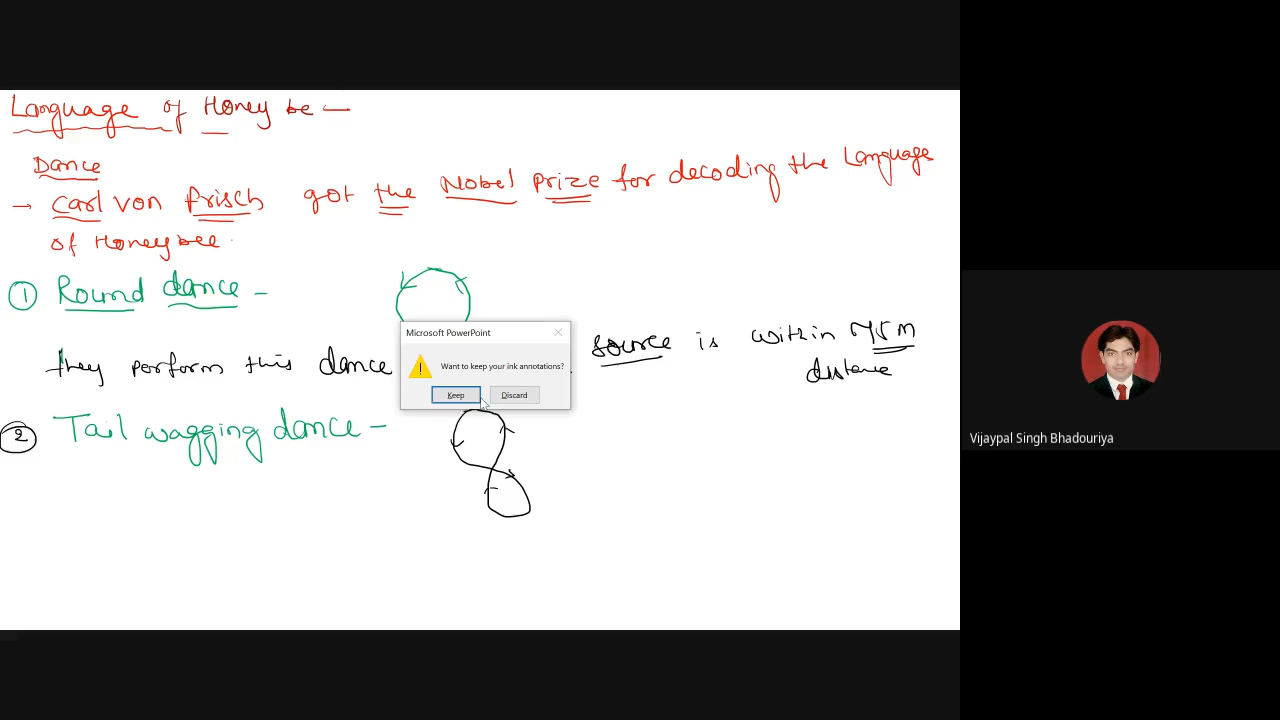 Language of Honey be —
Dance
→ Carl von Frisch got the Nobel Prize for decoding the Language
of Honeybee
① Round dance –
Microsoft PowerPoint
they perform this dance source is within 75 m
distance
Want to keep your ink annotations?
Keep Discard
② Tail wagging dance –
Vijaypal Singh Bhadouriya